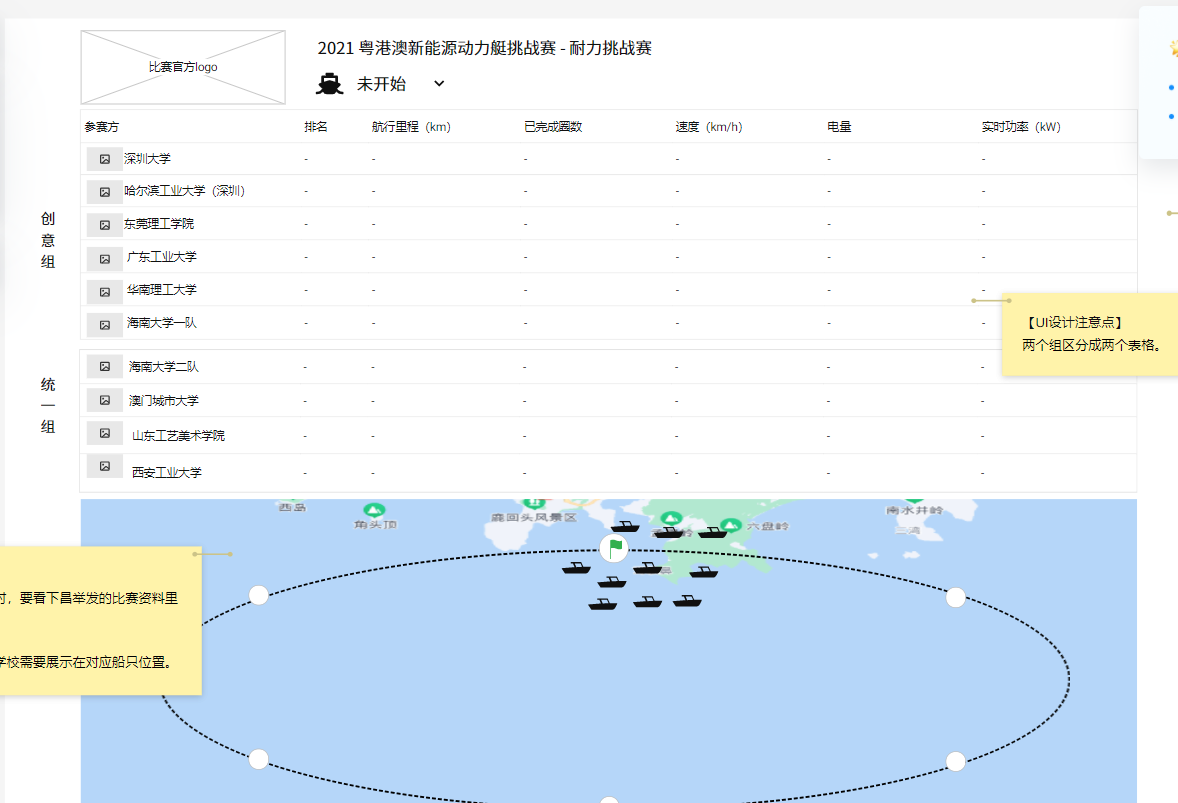 比赛官方logo
2021 粤港澳新能源动力艇挑战赛 - 耐力挑战赛
未开始
参赛方 排名 航行里程（km) 已完成圈数 速度（km/h) 电量 实时功率（kW)
创意组
深圳大学 - - - - - -
哈尔滨工业大学（深圳） - - - - - -
东莞理工学院 - - - - - -
广东工业大学 - - - - - -
华南理工大学 - - - - - -
海南大学一队 - - - - - -
【UI设计注意点】
两个组区分成两个表格。
统一组
海南大学二队 - - - - - -
澳门城市大学 - - - - - -
山东工艺美术学院 - - - - - -
西安工业大学 - - - - - -
西岛
角头顶
鹿回头风景区
六盘岭
南水井岭
二湾
时，要看下昌举发的比赛资料里
学校需要展示在对应船只位置。